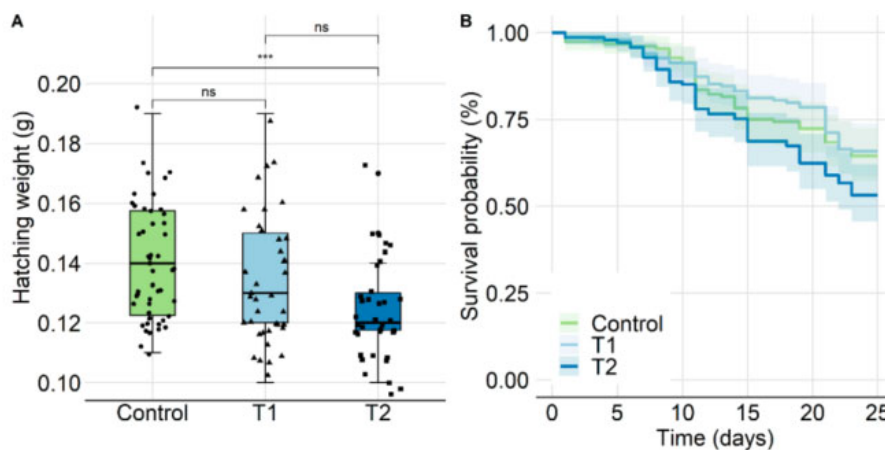 A
ns
***
ns
Hatching weight (g)
0.20
0.18
0.16
0.14
0.12
0.10
Control T1 T2
B
Survival probability (%)
1.00
0.75
0.50
0.25
0.00
Control
T1
T2
0 5 10 15 20 25
Time (days)